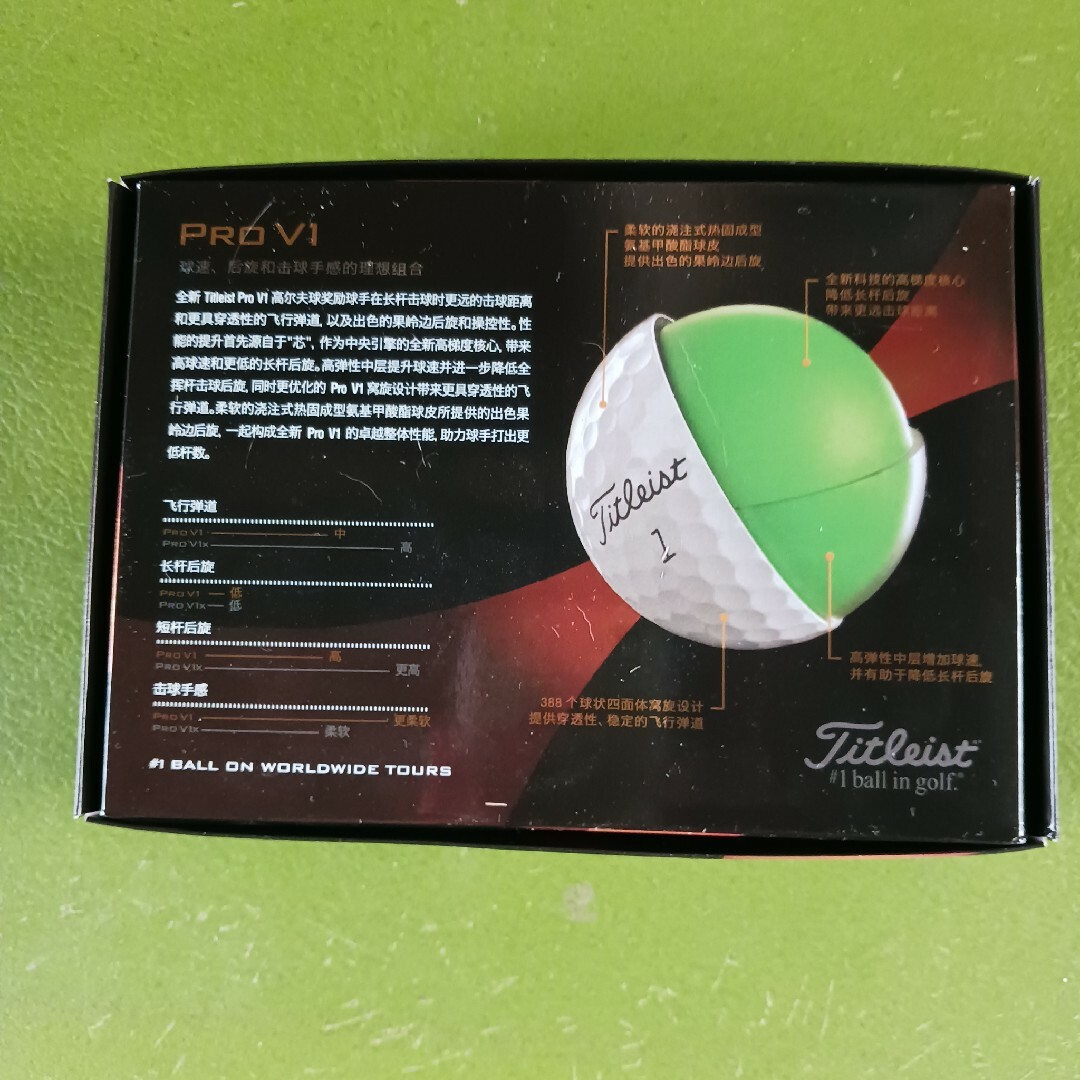 PRO V1
球速、后旋和击球手感的理想组合
全新 Titleist Pro V1 高尔夫球奖励球手在长杆击球时更远的击球距离
和更具穿透性的飞行弹道, 以及出色的果岭边后旋和操控性。性
能的提升首先源自于"芯", 作为中央引擎的全新高梯度核心, 带来
高球速和更低的长杆后旋。高弹性中层提升球速并进一步降低全
挥杆击球后旋, 同时更优化的 Pro V1 窝旋设计带来更具穿透性的飞
行弹道。柔软的浇注式热固成型氨基甲酸酯球皮所提供的出色果
岭边后旋, 一起构成全新 Pro V1 的卓越整体性能, 助力球手打出更
低杆数。
飞行弹道
PRO V1 中
PRO V1x 高
长杆后旋
PRO V1 低
PRO V1x 低
短杆后旋
PRO V1 高
PRO V1x 更高
击球手感
PRO V1 更柔软
PRO V1x 柔软
#1 BALL ON WORLDWIDE TOURS
柔软的浇注式热固成型
氨基甲酸酯球皮
提供出色的果岭边后旋
全新科技的高梯度核心
降低长杆后旋
带来更远击球距离
Titleist
1
高弹性中层增加球速,
并有助于降低长杆后旋
388 个球状四面体窝旋设计
提供穿透性、稳定的飞行弹道
Titleist®
#1 ball in golf.®